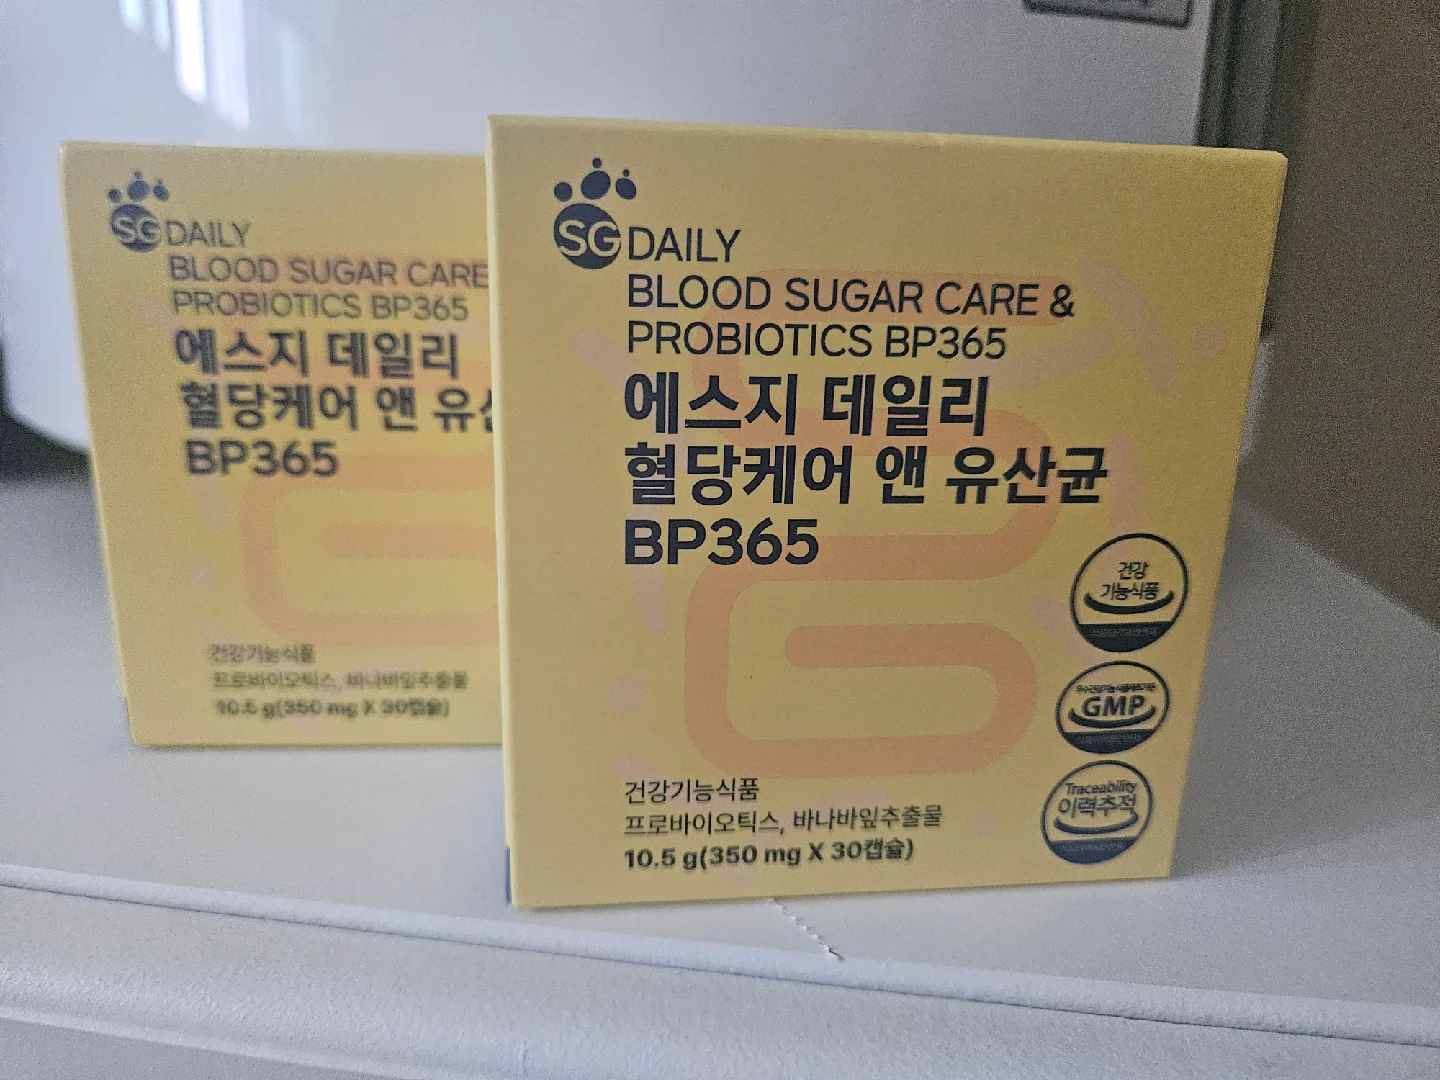 SG DAILY
BLOOD SUGAR CARE
PROBIOTICS BP365
에스지 데일리
혈당케어 앤
BP365
건강기능식품
프로바이오틱스, 바나바잎추출물
10.5 g(350 mg X 30캡슐)
SG DAILY
BLOOD SUGAR CARE &
PROBIOTICS BP365
에스지 데일리
혈당케어 앤 유산균
BP365
건강
기능식품
GMP
Traceability
이력추적
건강기능식품
프로바이오틱스, 바나바잎추출물
10.5 g(350 mg X 30캡슐)